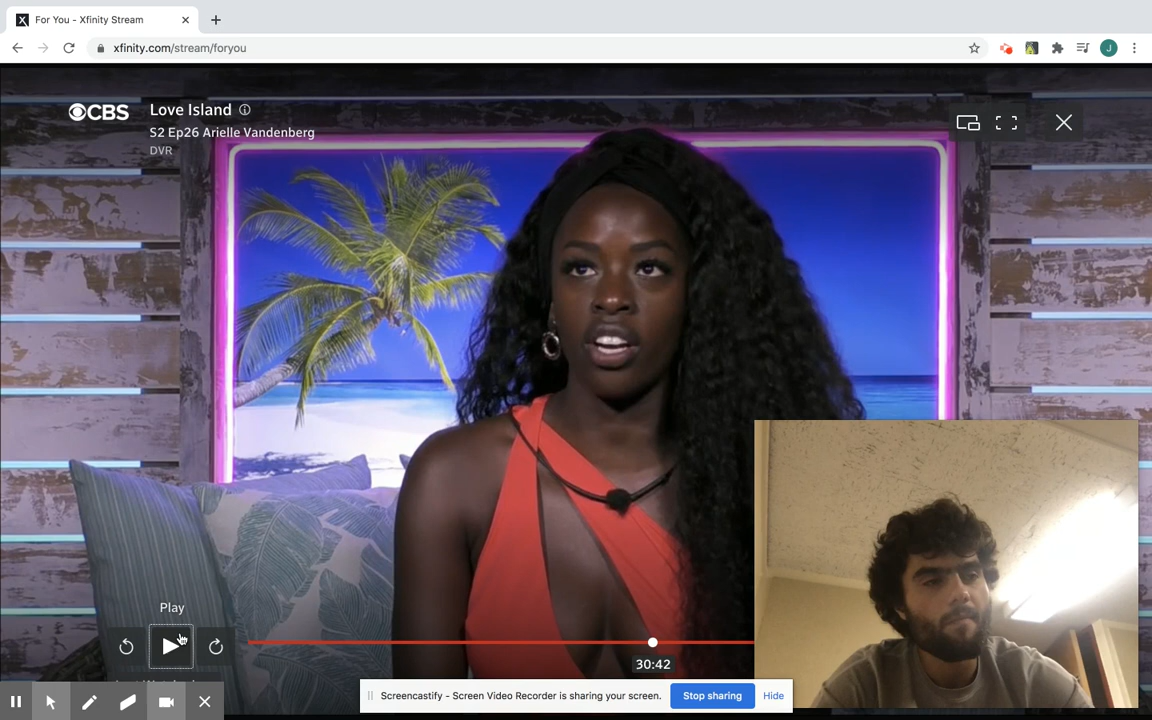 For You - Xfinity Stream
xfinity.com/stream/foryou
J
CBS
Love Island
S2 Ep26 Arielle Vandenberg
DVR
Play
30:42
Screencastify - Screen Video Recorder is sharing your screen.
Stop sharing
Hide